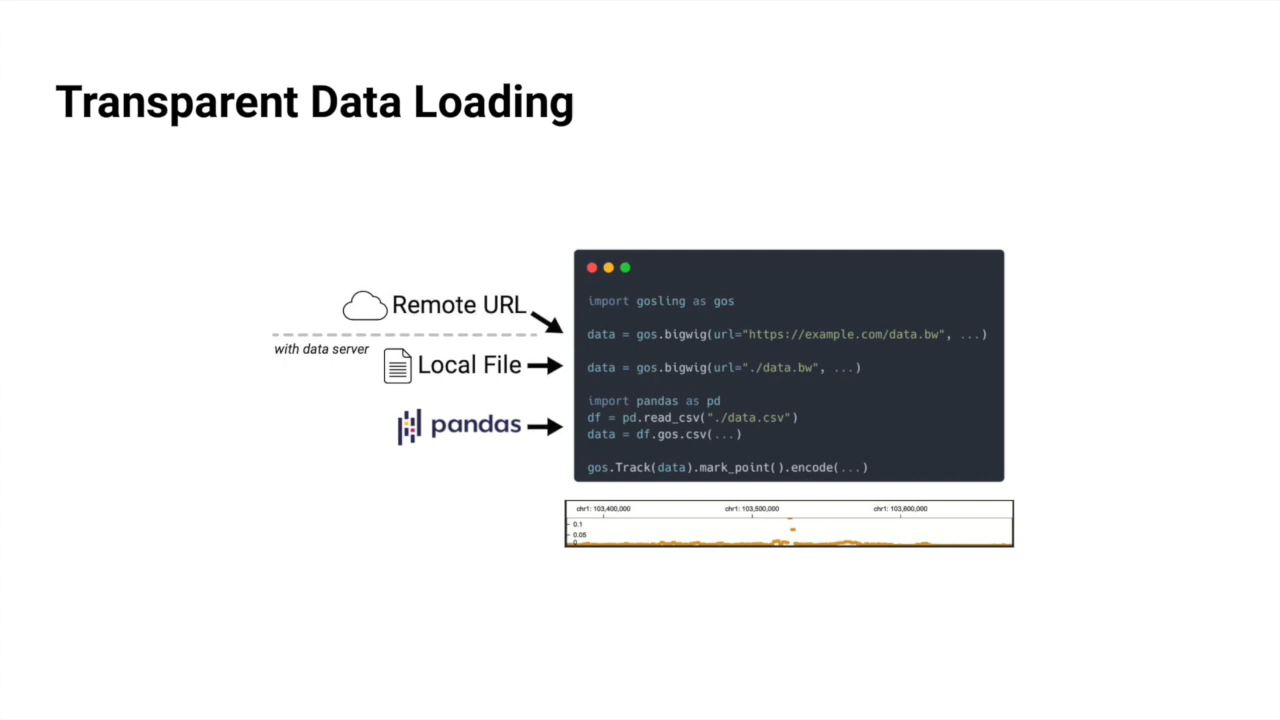 Transparent Data Loading
Remote URL
with data server
Local File
pandas
import gosling as gos
data = gos.bigwig(url="https://example.com/data.bw", ...)
data = gos.bigwig(url="./data.bw", ...)
import pandas as pd
df = pd.read_csv("./data.csv")
data = df.gos.csv(...)
gos.Track(data).mark_point().encode(...)
chr1: 103,400,000
chr1: 103,500,000
chr1: 103,600,000
0.1
0.05
0